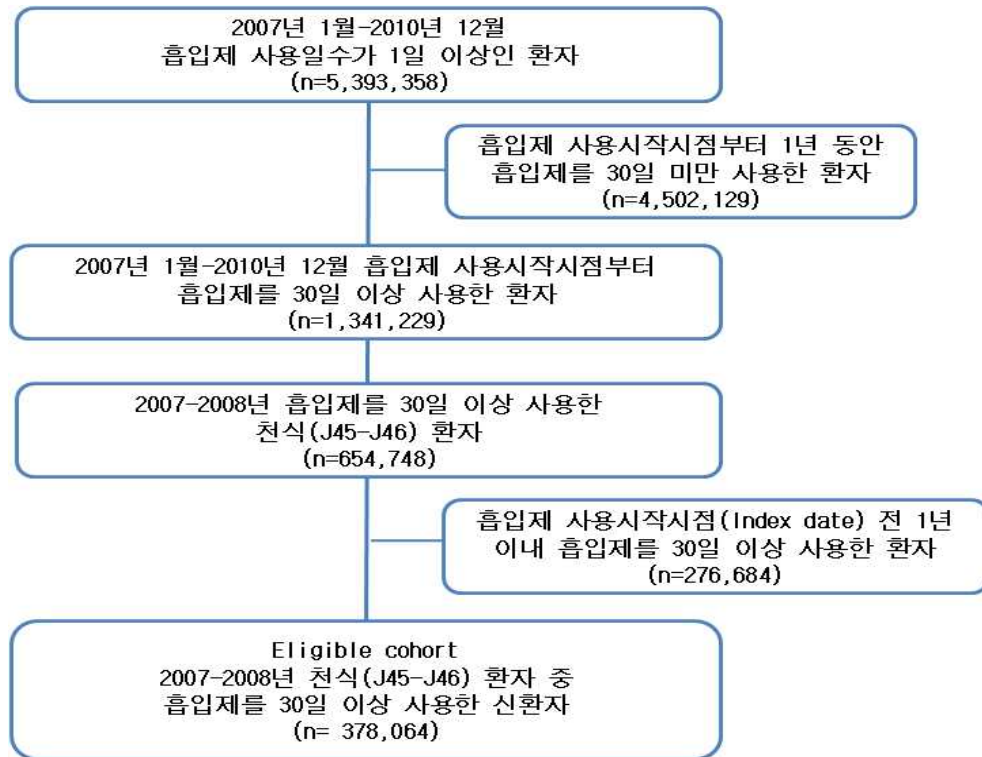 2007년 1월-2010년 12월
흡입제 사용일수가 1일 이상인 환자
(n=5,393,358)
흡입제 사용시작시점부터 1년 동안
흡입제를 30일 미만 사용한 환자
(n=4,502,129)
2007년 1월-2010년 12월 흡입제 사용시작시점부터
흡입제를 30일 이상 사용한 환자
(n=1,341,229)
2007-2008년 흡입제를 30일 이상 사용한
천식(J45-J46) 환자
(n=654,748)
흡입제 사용시작시점(Index date) 전 1년
이내 흡입제를 30일 이상 사용한 환자
(n=276,684)
Eligible cohort
2007-2008년 천식(J45-J46) 환자 중
흡입제를 30일 이상 사용한 신환자
(n= 378,064)